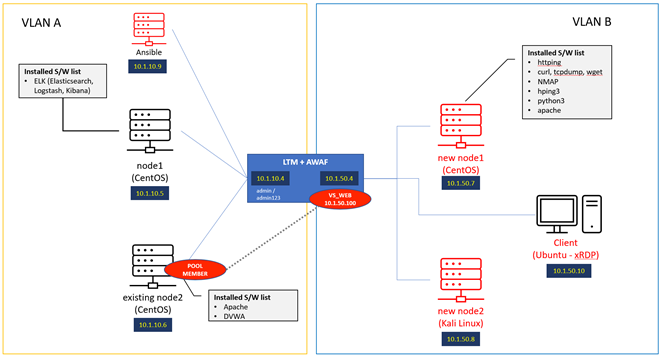 VLAN A
VLAN B
Ansible
10.1.10.9
Installed S/W list
• ELK (Elasticsearch,
Logstash, Kibana)
node1
(CentOS)
10.1.10.5
LTM + AWAF
10.1.10.4
10.1.50.4
admin /
admin123
VS_WEB
10.1.50.100
POOL
MEMBER
existing node2
(CentOS)
10.1.10.6
Installed S/W list
• Apache
• DVWA
Installed S/W list
• httping
• curl, tcpdump, wget
• NMAP
• hping3
• python3
• apache
new node1
(CentOS)
10.1.50.7
Client
(Ubuntu - xRDP)
10.1.50.10
new node2
(Kali Linux)
10.1.50.8